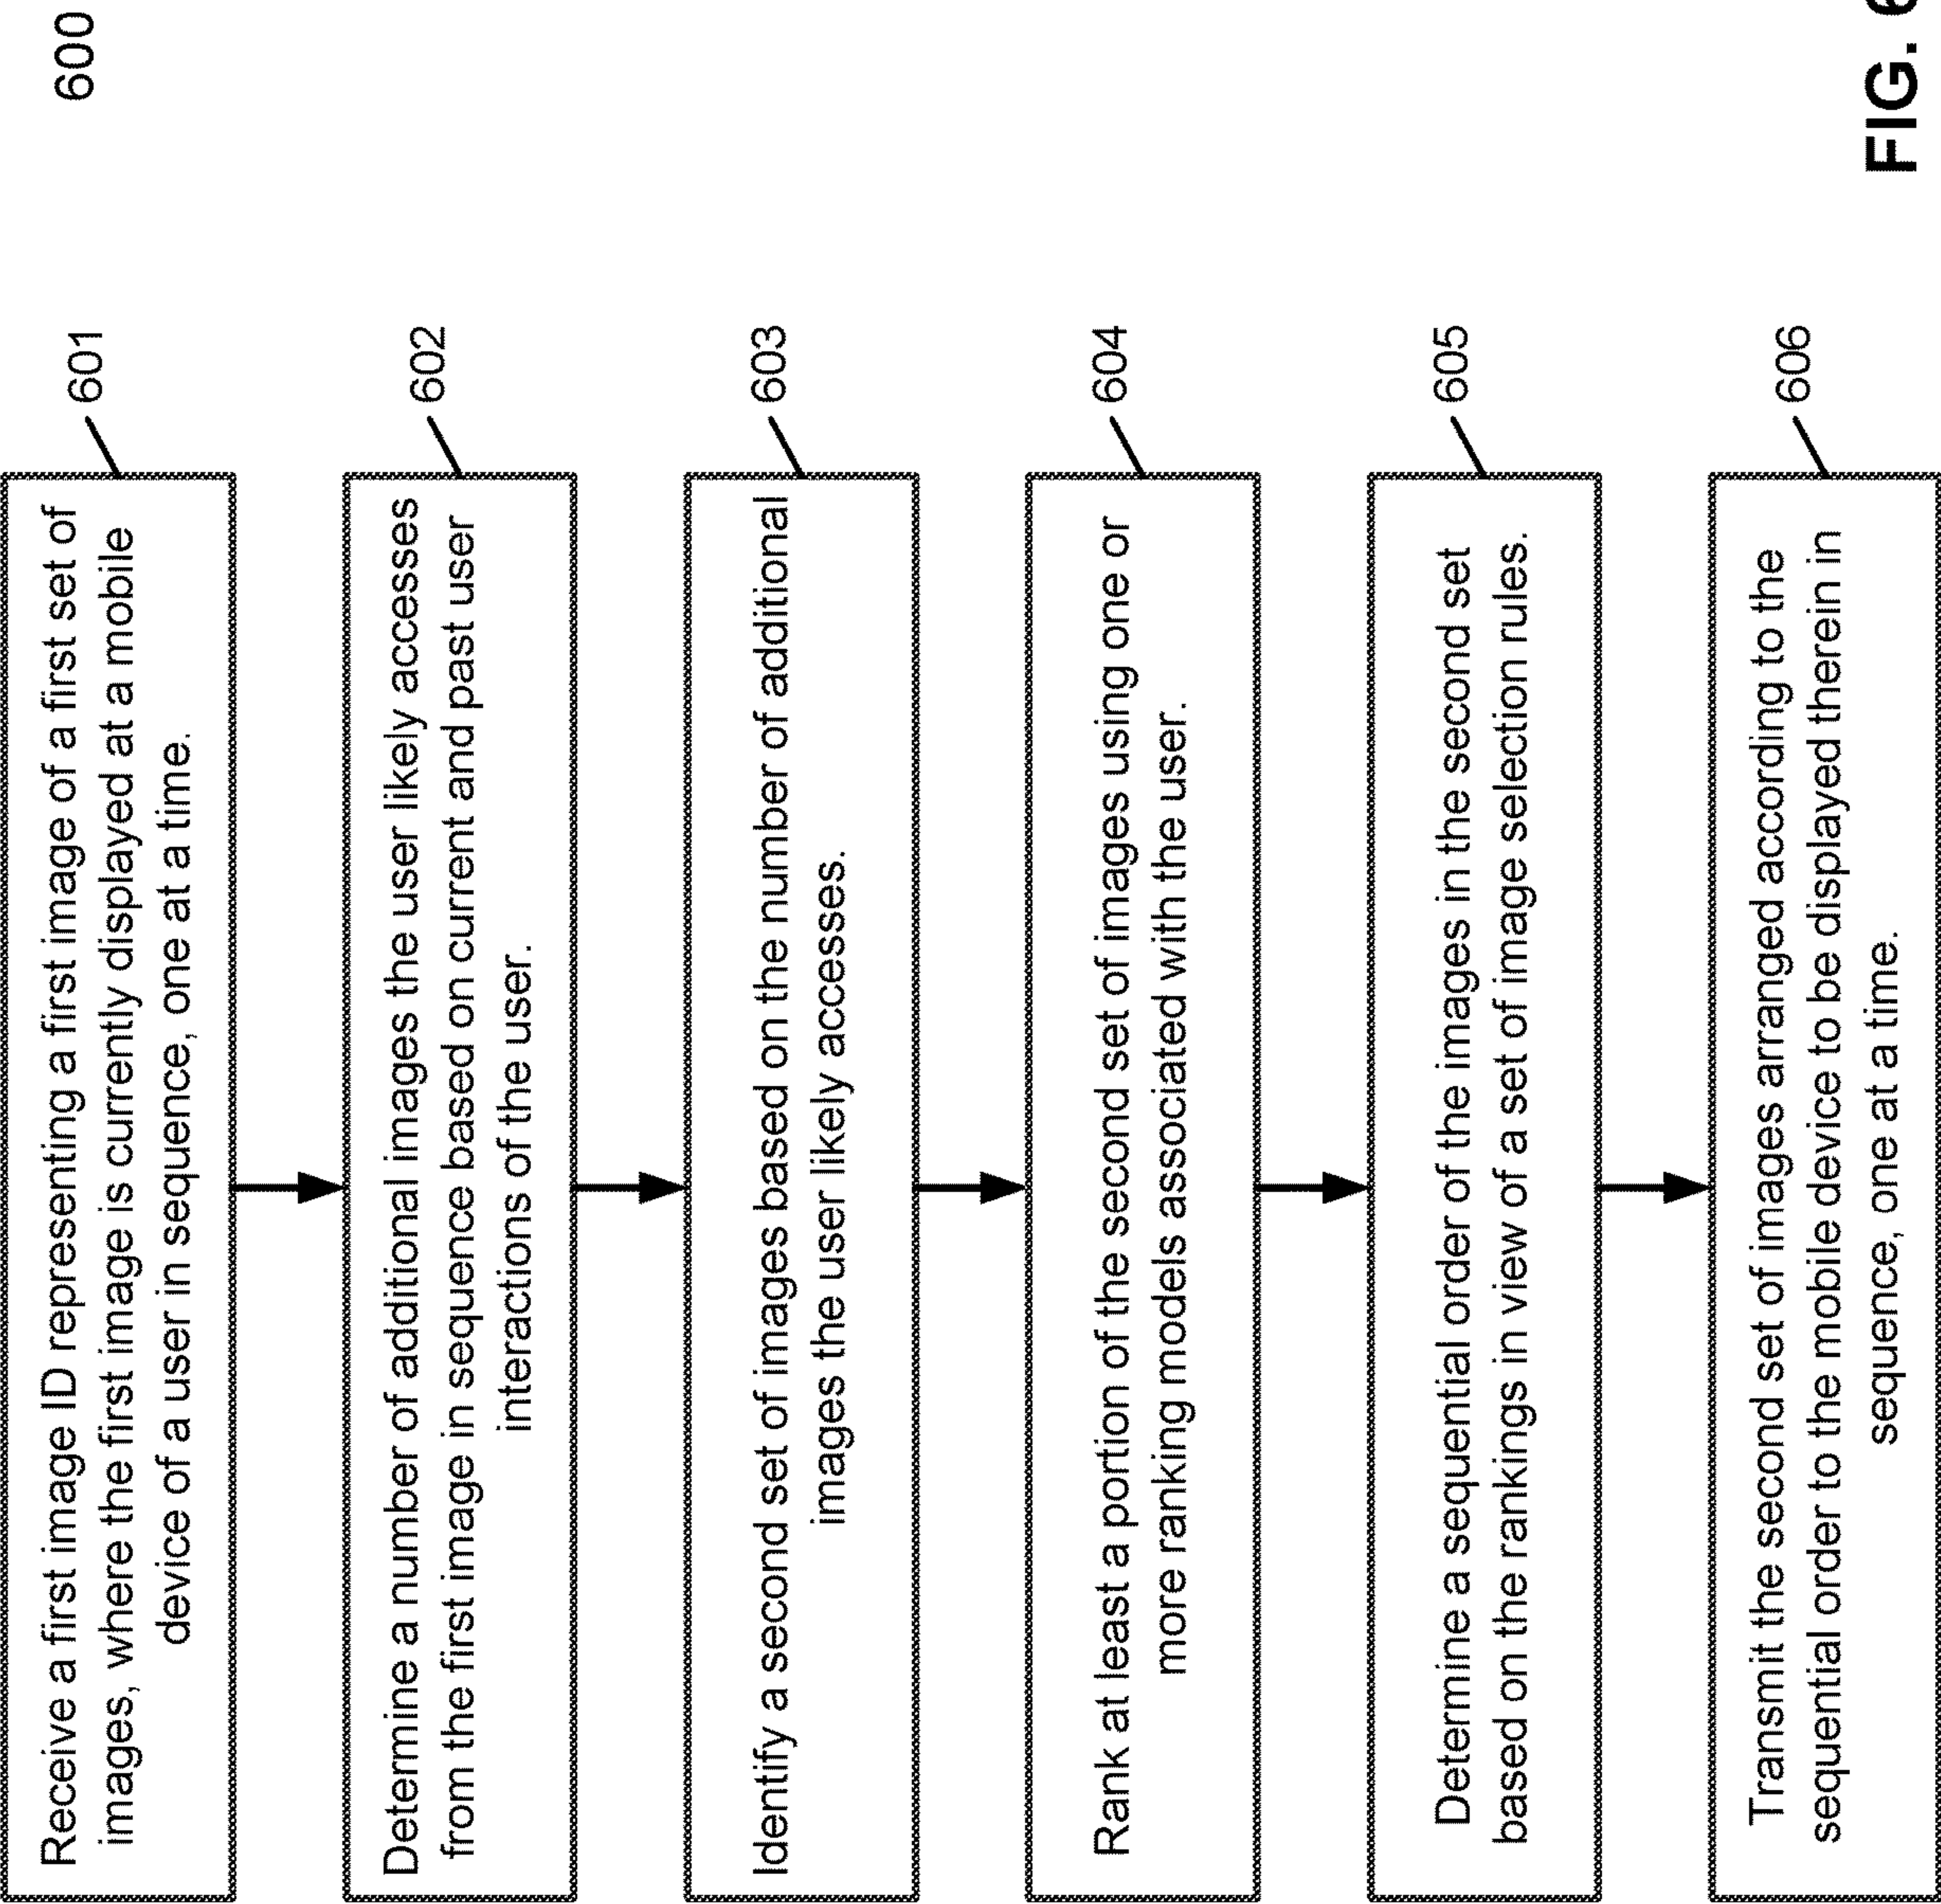 600
Receive a first image ID representing a first image of a first set of
images, where the first image is currently displayed at a mobile
device of a user in sequence, one at a time.
601
Determine a number of additional images the user likely accesses
from the first image in sequence based on current and past user
interactions of the user.
602
Identify a second set of images based on the number of additional
images the user likely accesses.
603
Rank at least a portion of the second set of images using one or
more ranking models associated with the user.
604
Determine a sequential order of the images in the second set
based on the rankings in view of a set of image selection rules.
605
Transmit the second set of images arranged according to the
sequential order to the mobile device to be displayed therein in
sequence, one at a time.
606
FIG. 6